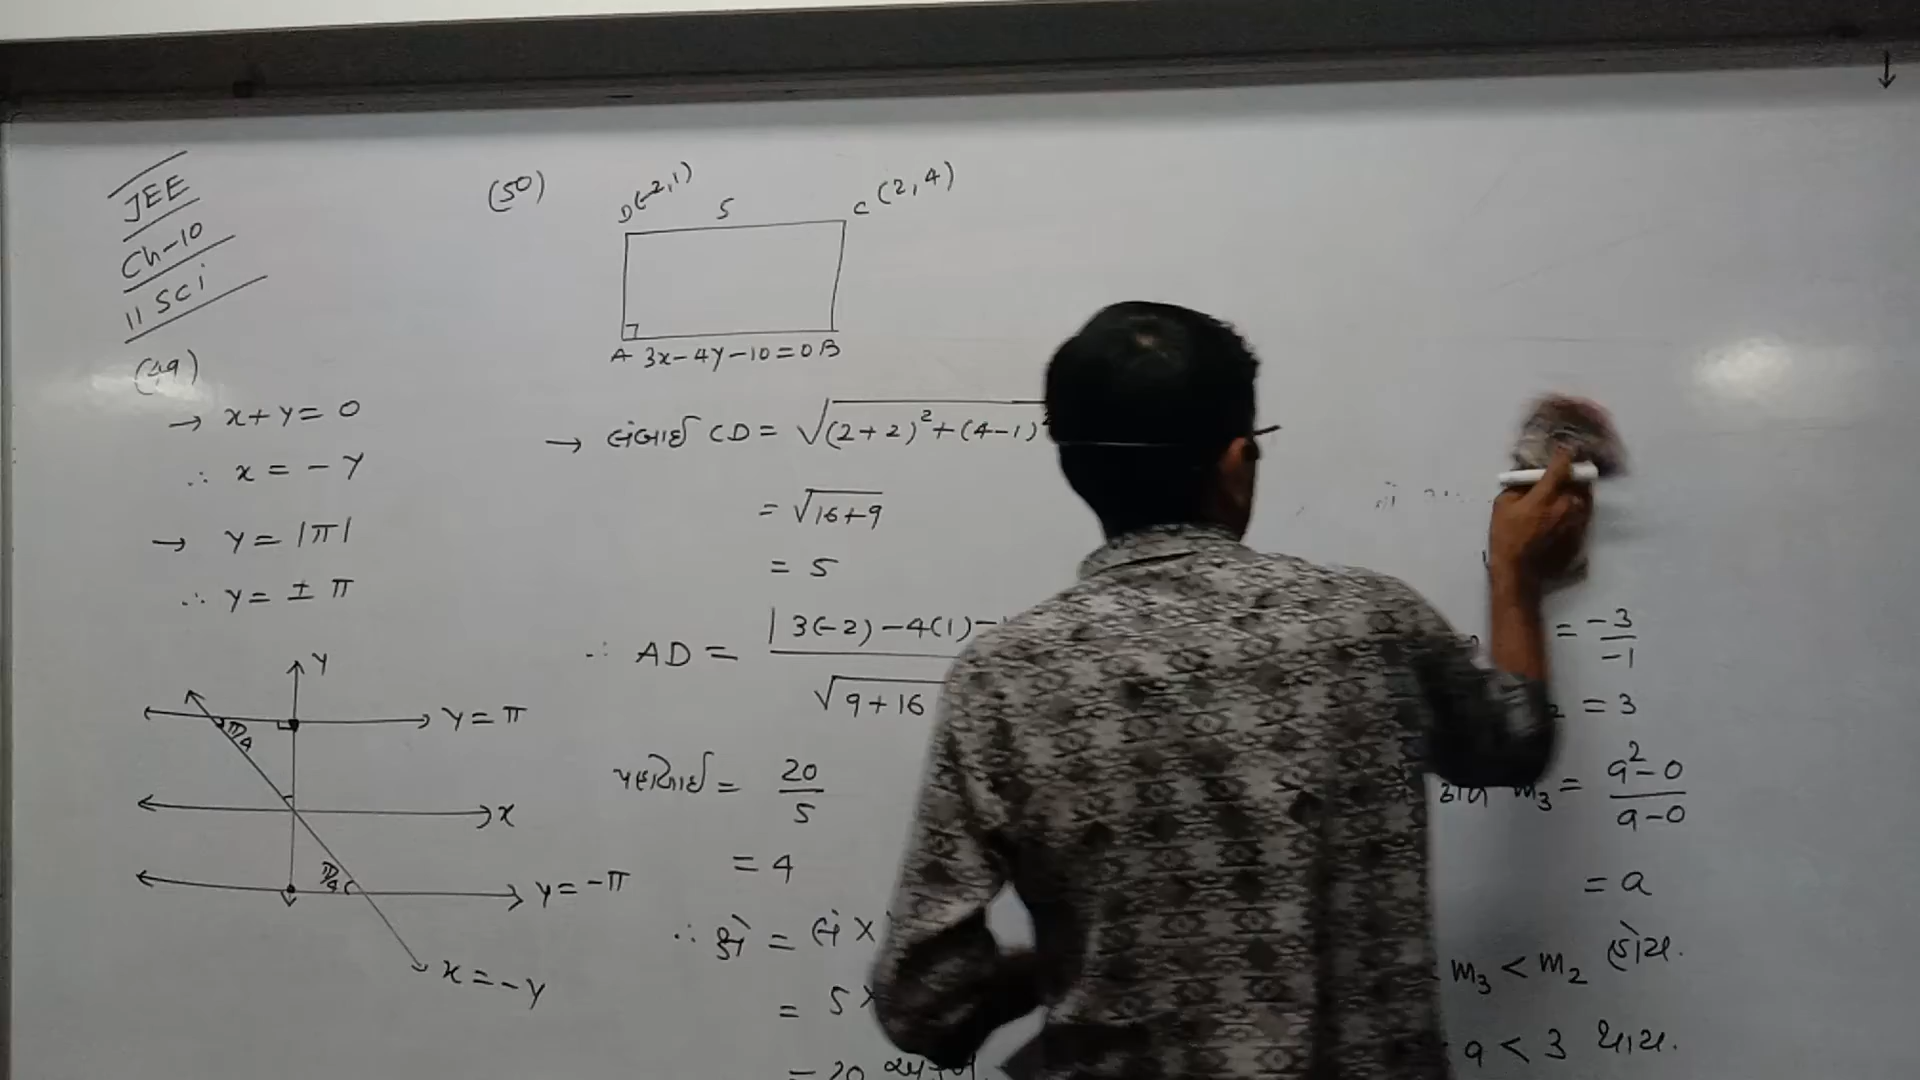 JEE
Ch-10
11 SCI
(49)
→ x+y= 0
∴ x = - y
→ y = |π|
∴ y = ± π
Y
y = π
π/4
x
π/4
y = -π
x = -y
(50)
D(-2,1)
5
C (2,4)
A 3x-4y-10=0 B
→ લંબાઈ CD = √(2+2)²+(4-1)
= √16+9
= 5
∴ AD = | 3(-2)-4(1)-
√9+16
પહોળાઈ = 20/5
= 4
∴ ક્ષે = લં ×
= 5 ×
= 20
= -3/-1
= 3
m₃ = a²-0/a-0
= a
m₃ < m₂ હોય.
a < 3 થાય.